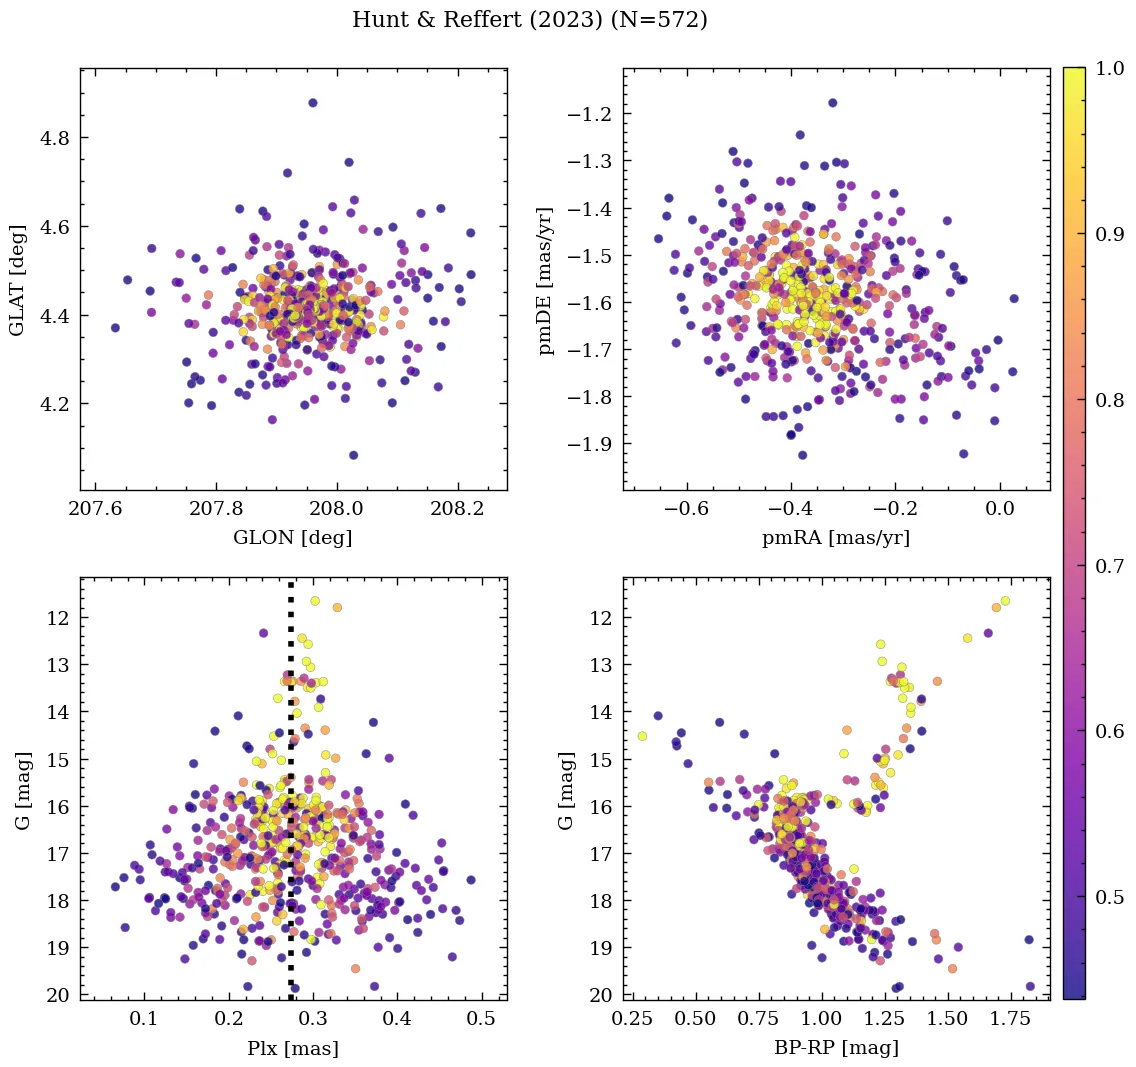 Hunt & Reffert (2023) (N=572)
GLAT [deg]
4.8
4.6
4.4
4.2
207.6 207.8 208.0 208.2
GLON [deg]
pmDE [mas/yr]
−1.2
−1.3
−1.4
−1.5
−1.6
−1.7
−1.8
−1.9
−0.6 −0.4 −0.2 0.0
pmRA [mas/yr]
1.0
0.9
0.8
0.7
0.6
0.5
G [mag]
12
13
14
15
16
17
18
19
20
0.1 0.2 0.3 0.4 0.5
Plx [mas]
G [mag]
12
13
14
15
16
17
18
19
20
0.25 0.50 0.75 1.00 1.25 1.50 1.75
BP-RP [mag]